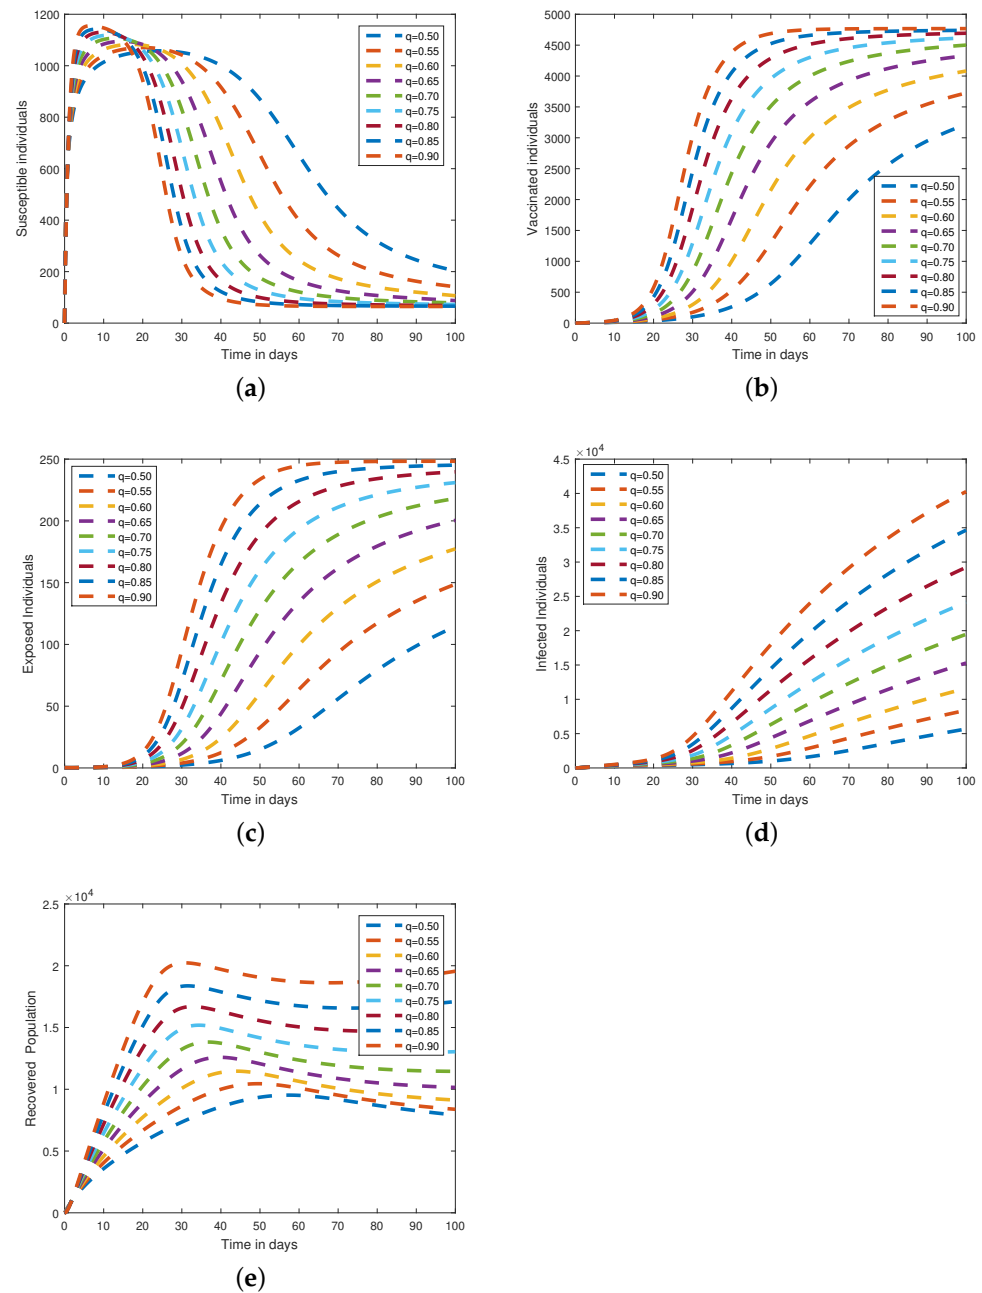 1200
1000
800
600
400
200
0
Susceptible individuals
q=0.50
q=0.55
q=0.60
q=0.65
q=0.70
q=0.75
q=0.80
q=0.85
q=0.90
0 10 20 30 40 50 60 70 80 90 100
Time in days
(a)
5000
4500
4000
3500
3000
2500
2000
1500
1000
500
0
Vaccinated individuals
q=0.50
q=0.55
q=0.60
q=0.65
q=0.70
q=0.75
q=0.80
q=0.85
q=0.90
0 10 20 30 40 50 60 70 80 90 100
Time in days
(b)
250
200
150
100
50
0
Exposed Individuals
q=0.50
q=0.55
q=0.60
q=0.65
q=0.70
q=0.75
q=0.80
q=0.85
q=0.90
0 10 20 30 40 50 60 70 80 90 100
Time in days
(c)
×10⁴
4.5
4
3.5
3
2.5
2
1.5
1
0.5
0
Infected Individuals
q=0.50
q=0.55
q=0.60
q=0.65
q=0.70
q=0.75
q=0.80
q=0.85
q=0.90
0 10 20 30 40 50 60 70 80 90 100
Time in days
(d)
×10⁴
2.5
2
1.5
1
0.5
0
Recovered Population
q=0.50
q=0.55
q=0.60
q=0.65
q=0.70
q=0.75
q=0.80
q=0.85
q=0.90
0 10 20 30 40 50 60 70 80 90 100
Time in days
(e)